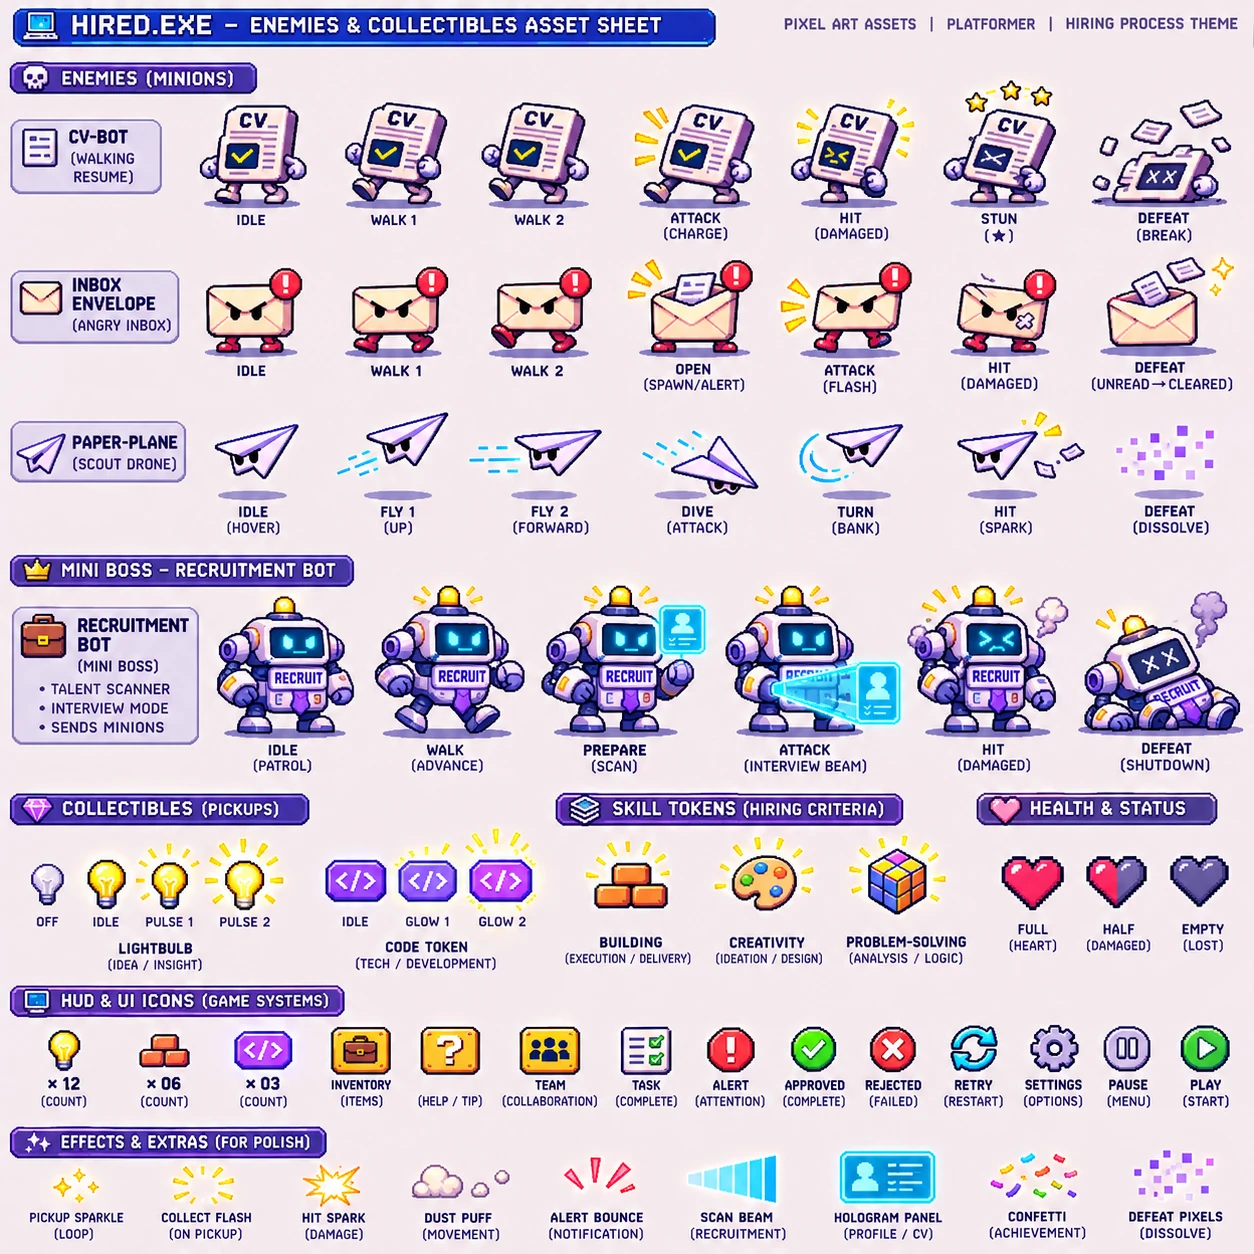 HIRED.EXE – ENEMIES & COLLECTIBLES ASSET SHEET
PIXEL ART ASSETS | PLATFORMER | HIRING PROCESS THEME
ENEMIES (MINIONS)
CV-BOT
(WALKING
RESUME)
CV
CV
CV
CV
CV
CV
IDLE
WALK 1
WALK 2
ATTACK
(CHARGE)
HIT
(DAMAGED)
STUN
(★)
DEFEAT
(BREAK)
INBOX
ENVELOPE
(ANGRY INBOX)
!
!
!
!
!
!
IDLE
WALK 1
WALK 2
OPEN
(SPAWN/ALERT)
ATTACK
(FLASH)
HIT
(DAMAGED)
DEFEAT
(UNREAD→CLEARED)
PAPER-PLANE
(SCOUT DRONE)
IDLE
(HOVER)
FLY 1
(UP)
FLY 2
(FORWARD)
DIVE
(ATTACK)
TURN
(BANK)
HIT
(SPARK)
DEFEAT
(DISSOLVE)
MINI BOSS – RECRUITMENT BOT
RECRUITMENT
BOT
(MINI BOSS)
• TALENT SCANNER
• INTERVIEW MODE
• SENDS MINIONS
RECRUIT
RECRUIT
RECRUIT
RECRUIT
RECRUIT
RECRUIT
IDLE
(PATROL)
WALK
(ADVANCE)
PREPARE
(SCAN)
ATTACK
(INTERVIEW BEAM)
HIT
(DAMAGED)
DEFEAT
(SHUTDOWN)
COLLECTIBLES (PICKUPS)
OFF
IDLE
PULSE 1
PULSE 2
LIGHTBULB
(IDEA / INSIGHT)
</>
</>
</>
IDLE
GLOW 1
GLOW 2
CODE TOKEN
(TECH / DEVELOPMENT)
SKILL TOKENS (HIRING CRITERIA)
BUILDING
(EXECUTION / DELIVERY)
CREATIVITY
(IDEATION / DESIGN)
PROBLEM-SOLVING
(ANALYSIS / LOGIC)
HEALTH & STATUS
FULL
(HEART)
HALF
(DAMAGED)
EMPTY
(LOST)
HUD & UI ICONS (GAME SYSTEMS)
× 12
(COUNT)
× 06
(COUNT)
</>
× 03
(COUNT)
INVENTORY
(ITEMS)
?
(HELP / TIP)
TEAM
(COLLABORATION)
TASK
(COMPLETE)
!
ALERT
(ATTENTION)
APPROVED
(COMPLETE)
REJECTED
(FAILED)
RETRY
(RESTART)
SETTINGS
(OPTIONS)
PAUSE
(MENU)
PLAY
(START)
EFFECTS & EXTRAS (FOR POLISH)
PICKUP SPARKLE
(LOOP)
COLLECT FLASH
(ON PICKUP)
HIT SPARK
(DAMAGE)
DUST PUFF
(MOVEMENT)
ALERT BOUNCE
(NOTIFICATION)
SCAN BEAM
(RECRUITMENT)
HOLOGRAM PANEL
(PROFILE / CV)
CONFETTI
(ACHIEVEMENT)
DEFEAT PIXELS
(DISSOLVE)